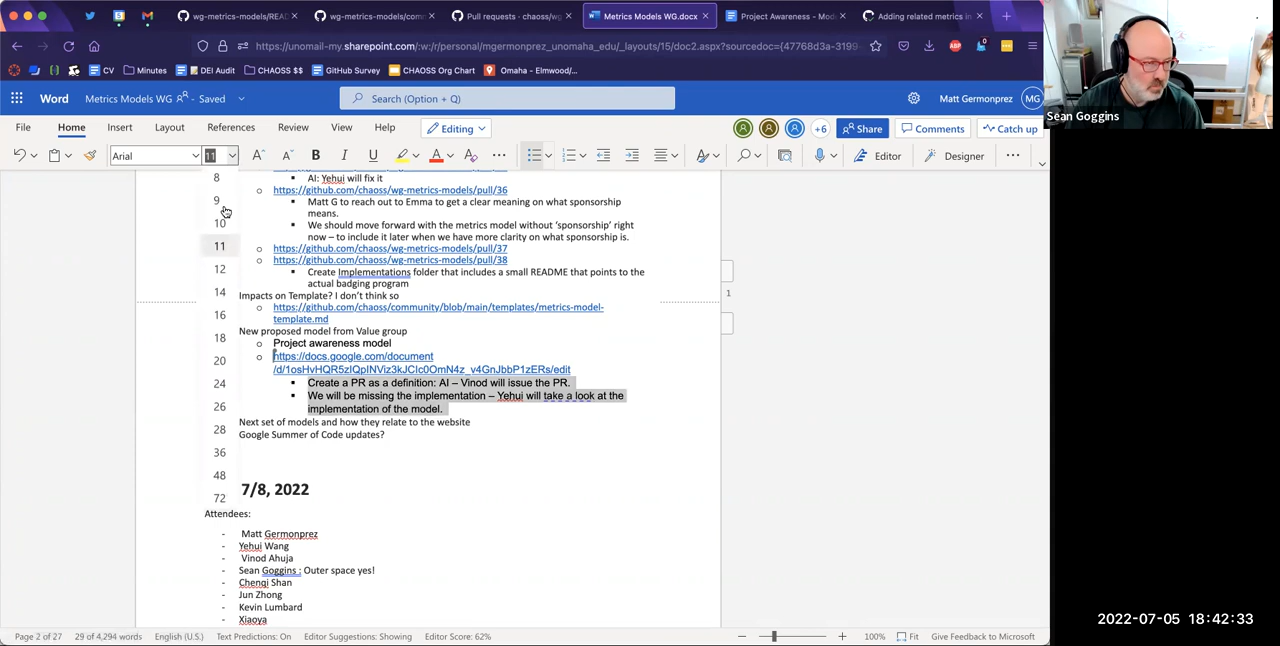 wg-metrics-models/READ
wg-metrics-models/com
Pull requests · chaoss/wg
Metrics Models WG.docx
Project Awareness - Mod
Adding related metrics in
https://unomail-my.sharepoint.com/:w:/r/personal/mgermonprez_unomaha_edu/_layouts/15/doc2.aspx?sourcedoc={47768d3a-3199-
CV
Minutes
DEI Audit
CHAOSS $$
GitHub Survey
CHAOSS Org Chart
Omaha - Elmwood/...
Sean Goggins
Word
Metrics Models WG - Saved
Search (Option + Q)
Matt Germonprez
MG
File Home Insert Layout References Review View Help
Editing
+6
Share
Comments
Catch up
Arial
11
B I U A
Editor
Designer
8
9
10
11
12
14
16
18
20
24
26
28
36
48
72
AI: Yehui will fix it
https://github.com/chaoss/wg-metrics-models/pull/36
Matt G to reach out to Emma to get a clear meaning on what sponsorship
means.
We should move forward with the metrics model without ‘sponsorship’ right
now – to include it later when we have more clarity on what sponsorship is.
https://github.com/chaoss/wg-metrics-models/pull/37
https://github.com/chaoss/wg-metrics-models/pull/38
Create Implementations folder that includes a small README that points to the
actual badging program
Impacts on Template? I don’t think so
https://github.com/chaoss/community/blob/main/templates/metrics-model-
template.md
New proposed model from Value group
Project awareness model
https://docs.google.com/document
/d/1osHvHQR5zIQpINViz3kJCIc0OmN4z_v4GnJbbP1zERs/edit
Create a PR as a definition: AI – Vinod will issue the PR.
We will be missing the implementation – Yehui will take a look at the
implementation of the model.
Next set of models and how they relate to the website
Google Summer of Code updates?
1
7/8, 2022
Attendees:
- Matt Germonprez
- Yehui Wang
- Vinod Ahuja
- Sean Goggins : Outer space yes!
- Chenqi Shan
- Jun Zhong
- Kevin Lumbard
- Xiaoya
Page 2 of 27
29 of 4,294 words
English (U.S.)
Text Predictions: On
Editor Suggestions: Showing
Editor Score: 62%
100%
Fit
Give Feedback to Microsoft
2022-07-05 18:42:33